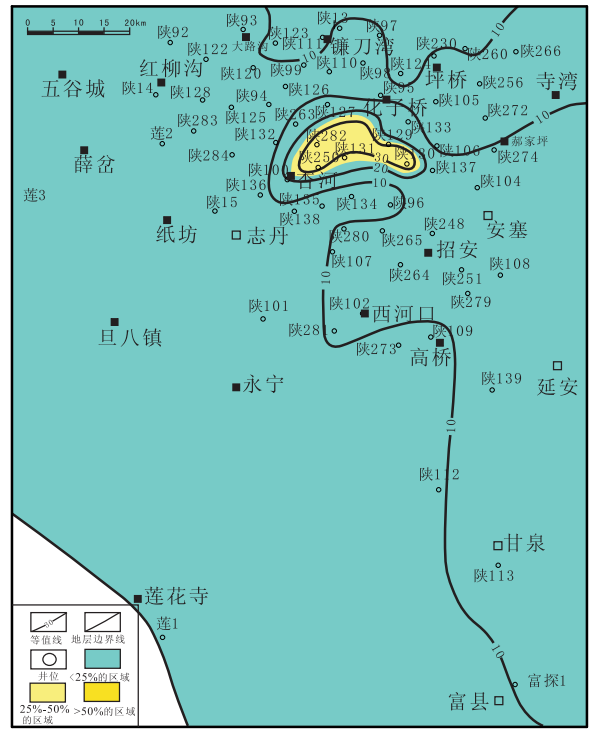 0 5 10 20km
陕92
陕93
陕123
陕13
陕97
陕122
大路沟
陕111
镰刀湾
陕230
陕260
陕266
五谷城
红柳沟
陕120
陕99
陕110
陕98
陕124
坪桥
陕14
陕128
陕126
陕95
陕256
寺湾
陕125
陕94
陕127
化子桥
陕105
莲2
陕283
陕263
陕133
陕272
10
陕132
陕282
陕129
郝家坪
薛岔
陕284
陕131
30
陕130
陕106
陕274
陕100
陕250
20
陕137
莲3
陕136
杏河
10
陕104
陕15
陕135
陕134
陕96
纸坊
志丹
陕138
陕280
陕265
陕248
安塞
陕107
招安
10
陕264
陕251
陕108
陕101
陕102
西河口
陕279
旦八镇
陕281
陕109
陕273
高桥
永宁
陕139
延安
10
陕112
甘泉
陕113
莲花寺
莲1
10
富探1
富县
等值线
地层边界线
井位
<25%的区域
25%-50%
的区域
>50%的区域